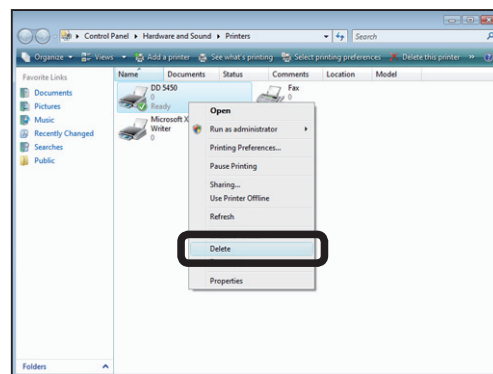 Control Panel ▸ Hardware and Sound ▸ Printers
Search
Organize Views Add a printer See what's printing Select printing preferences Delete this printer »
Favorite Links
Documents
Pictures
Music
Recently Changed
Searches
Public
Folders
Name Documents Status Comments Location Model
DD 5450
0
Ready
Fax
0
Microsoft X
Writer
0
Open
Run as administrator
Printing Preferences...
Pause Printing
Sharing...
Use Printer Offline
Refresh
Delete
Properties